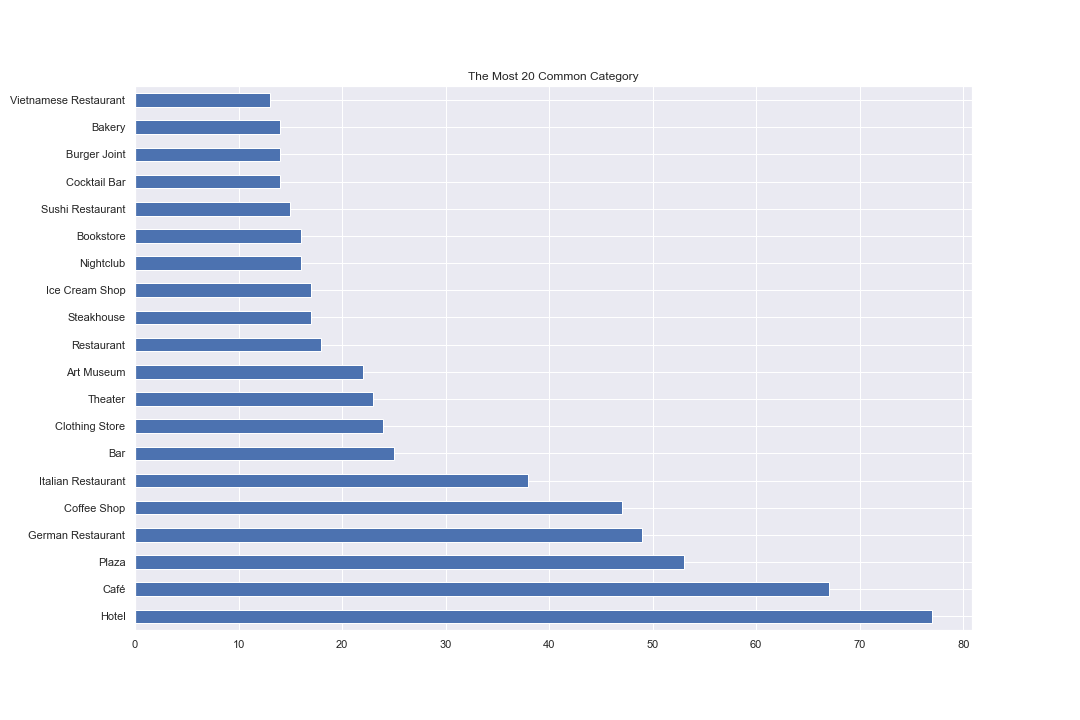 The Most 20 Common Category
Vietnamese Restaurant
Bakery
Burger Joint
Cocktail Bar
Sushi Restaurant
Bookstore
Nightclub
Ice Cream Shop
Steakhouse
Restaurant
Art Museum
Theater
Clothing Store
Bar
Italian Restaurant
Coffee Shop
German Restaurant
Plaza
Café
Hotel
0 10 20 30 40 50 60 70 80